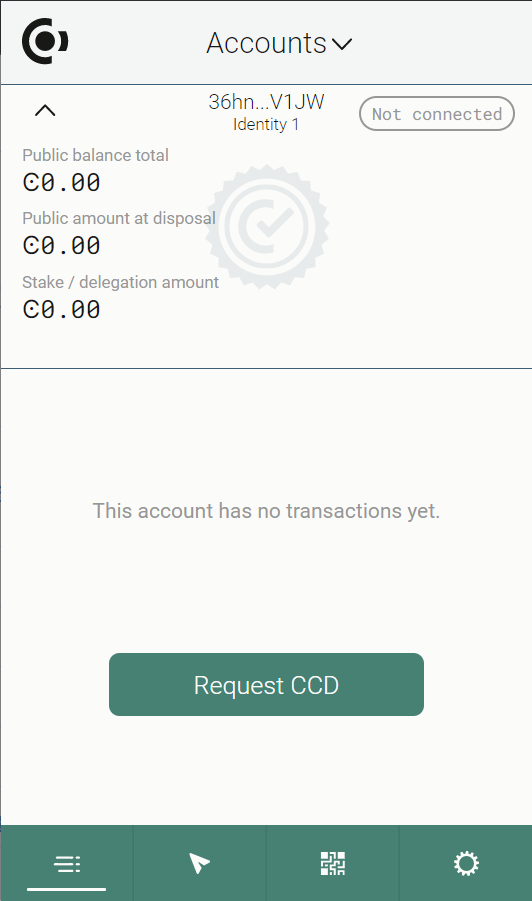 Accounts
36hn...V1JW
Not connected
Identity 1
Public balance total
Ͼ0.00
Public amount at disposal
Ͼ0.00
Stake / delegation amount
Ͼ0.00
This account has no transactions yet.
Request CCD